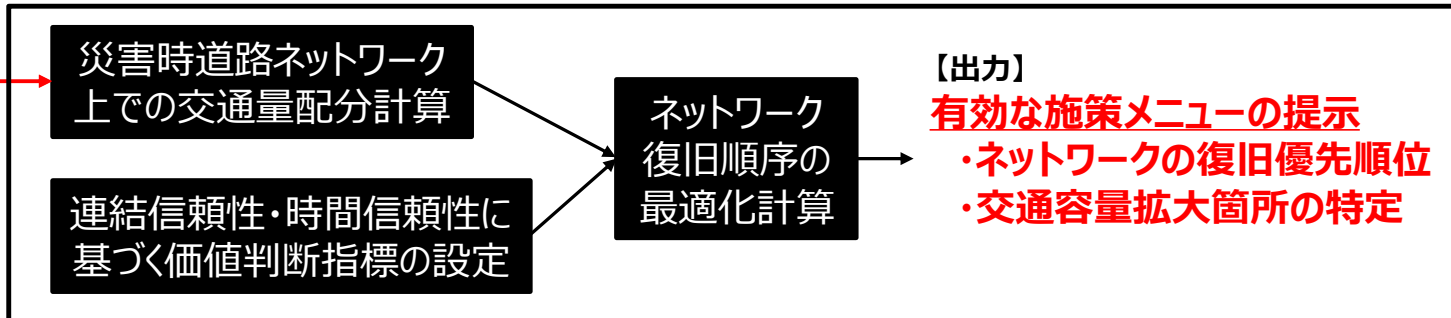 災害時道路ネットワーク
上での交通量配分計算
連結信頼性・時間信頼性に
基づく価値判断指標の設定
ネットワーク
復旧順序の
最適化計算
【出力】
有効な施策メニューの提示
・ネットワークの復旧優先順位
・交通容量拡大箇所の特定